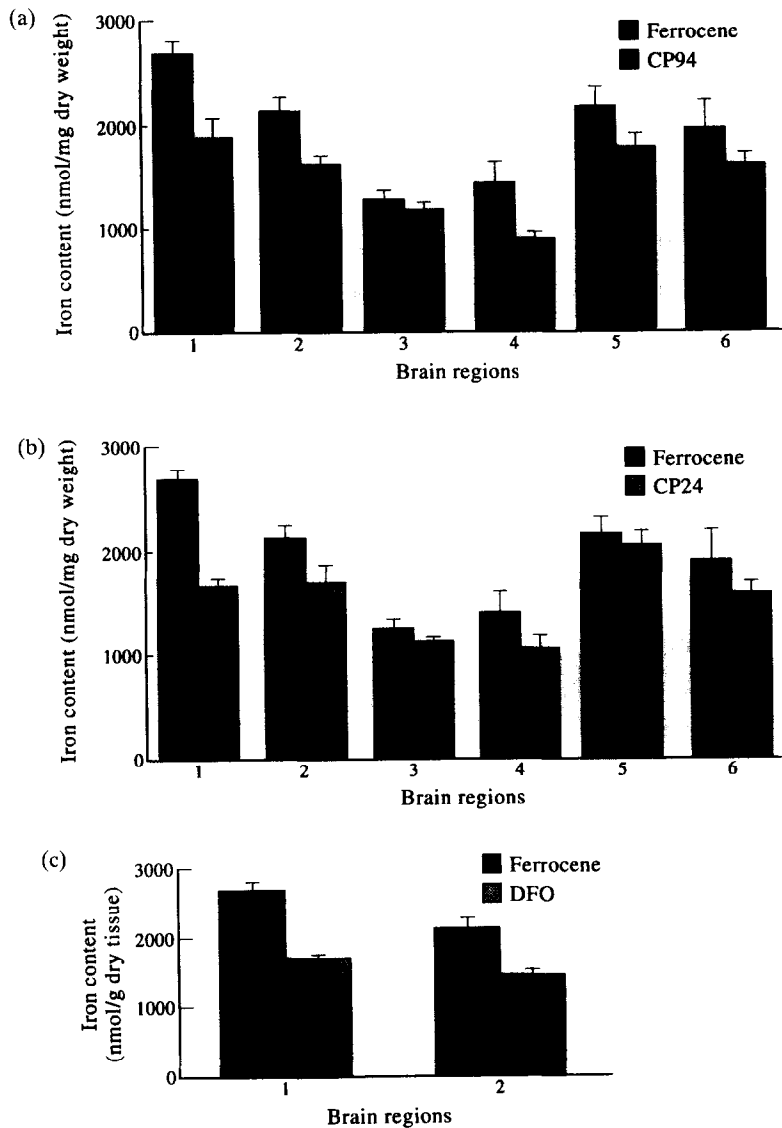 (a)
Iron content (nmol/mg dry weight)
3000
2000
1000
0
Ferrocene
CP94
1 2 3 4 5 6
Brain regions
(b)
Iron content (nmol/mg dry weight)
3000
2000
1000
0
Ferrocene
CP24
1 2 3 4 5 6
Brain regions
(c)
Iron content
(nmol/g dry tissue)
3000
2000
1000
0
Ferrocene
DFO
1 2
Brain regions